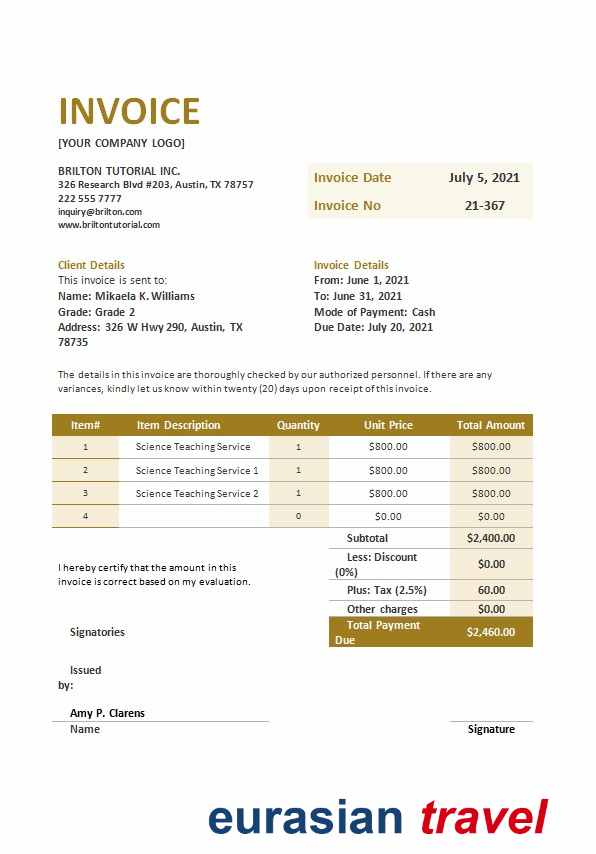 INVOICE
[YOUR COMPANY LOGO]
BRILTON TUTORIAL INC.
326 Research Blvd #203, Austin, TX 78757
222 555 7777
inquiry@brilton.com
www.briltontutorial.com
Invoice Date July 5, 2021
Invoice No 21-367
Client Details
This invoice is sent to:
Name: Mikaela K. Williams
Grade: Grade 2
Address: 326 W Hwy 290, Austin, TX
78735
Invoice Details
From: June 1, 2021
To: June 31, 2021
Mode of Payment: Cash
Due Date: July 20, 2021
The details in this invoice are thoroughly checked by our authorized personnel. If there are any
variances, kindly let us know within twenty (20) days upon receipt of this invoice.
Item# Item Description Quantity Unit Price Total Amount
1 Science Teaching Service 1 $800.00 $800.00
2 Science Teaching Service 1 1 $800.00 $800.00
3 Science Teaching Service 2 1 $800.00 $800.00
4 0 $0.00 $0.00
Subtotal $2,400.00
Less: Discount
(0%) $0.00
Plus: Tax (2.5%) 60.00
Other charges $0.00
Total Payment
Due $2,460.00
I hereby certify that the amount in this
invoice is correct based on my evaluation.
Signatories
Issued
by:
Amy P. Clarens
Name Signature
eurasian travel